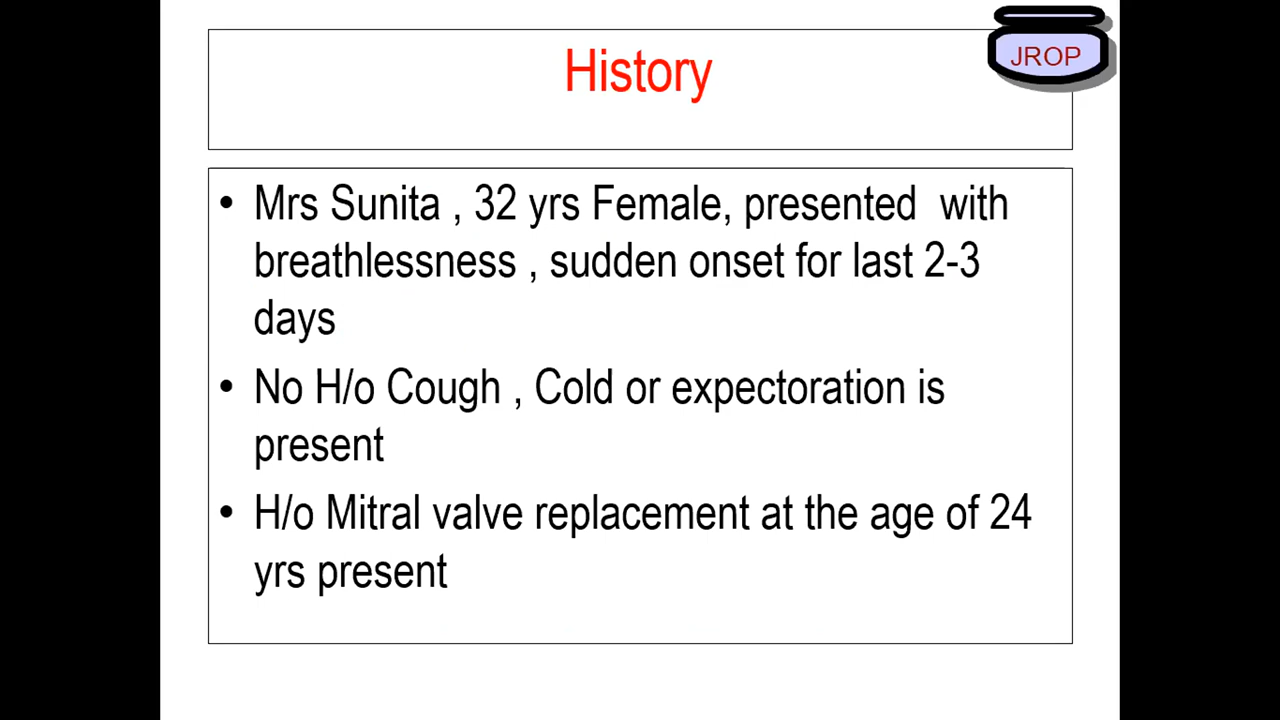 JROP
History
• Mrs Sunita , 32 yrs Female, presented with
breathlessness , sudden onset for last 2-3
days
• No H/o Cough , Cold or expectoration is
present
• H/o Mitral valve replacement at the age of 24
yrs present